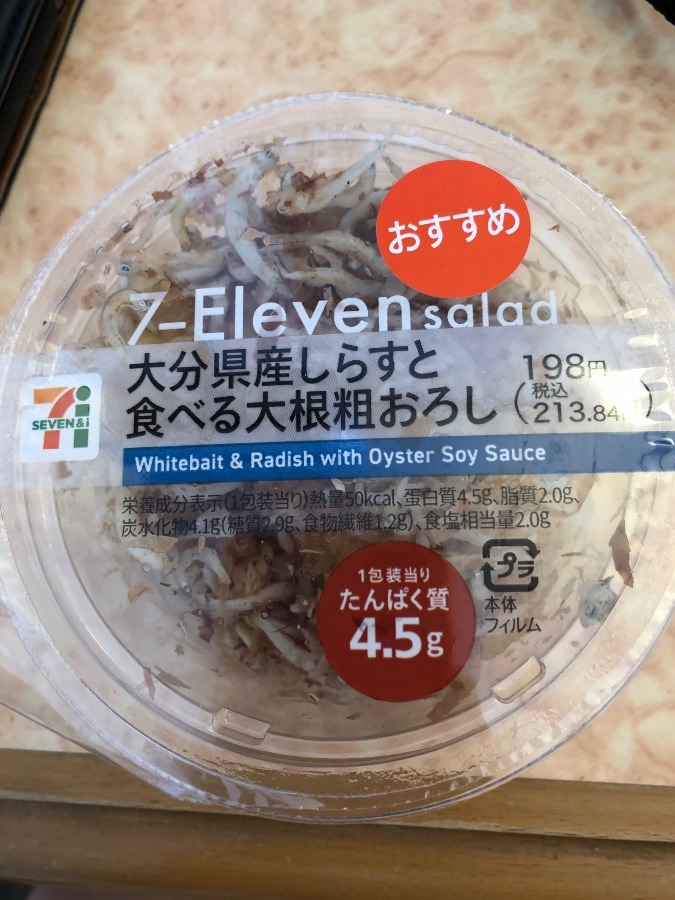 おすすめ
7-Eleven salad
大分県産しらすと
食べる大根粗おろし
198円
(税込
213.84円)
SEVEN&i
Whitebait & Radish with Oyster Soy Sauce
栄養成分表示(1包装当り)熱量50kcal、蛋白質4.5g、脂質2.0g、
炭水化物4.1g(糖質2.9g、食物繊維1.2g)、食塩相当量2.0g
1包装当り
たんぱく質
4.5g
プラ
本体
フィルム